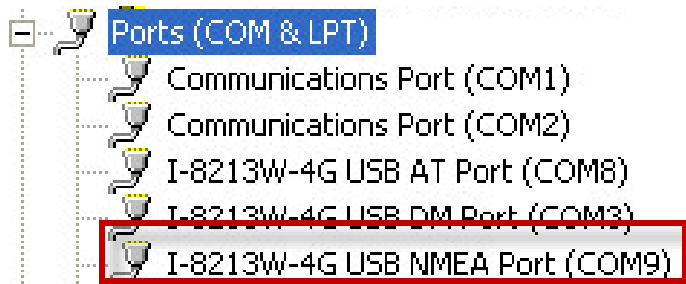 Ports (COM & LPT)
Communications Port (COM1)
Communications Port (COM2)
I-8213W-4G USB AT Port (COM8)
I-8213W-4G USB DM Port (COM3)
I-8213W-4G USB NMEA Port (COM9)